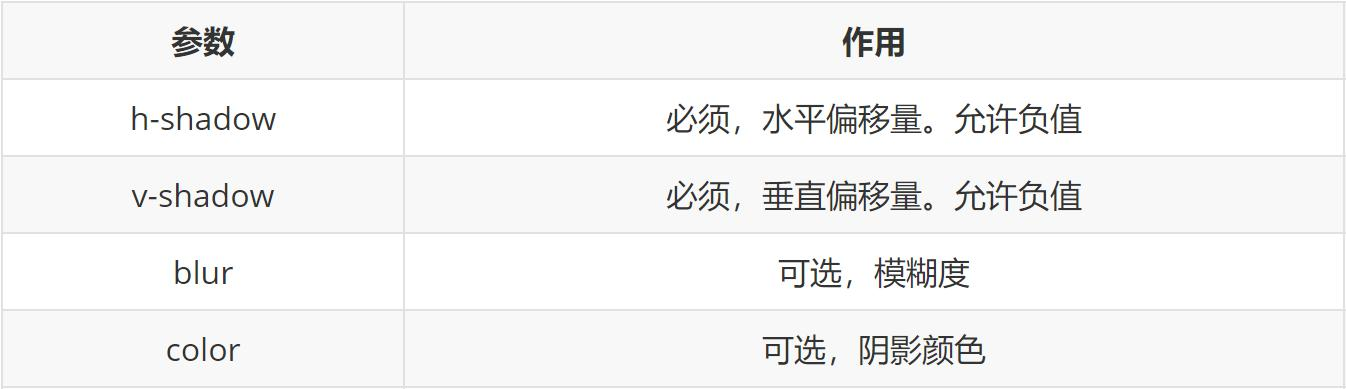 参数 作用
h-shadow 必须，水平偏移量。允许负值
v-shadow 必须，垂直偏移量。允许负值
blur 可选，模糊度
color 可选，阴影颜色